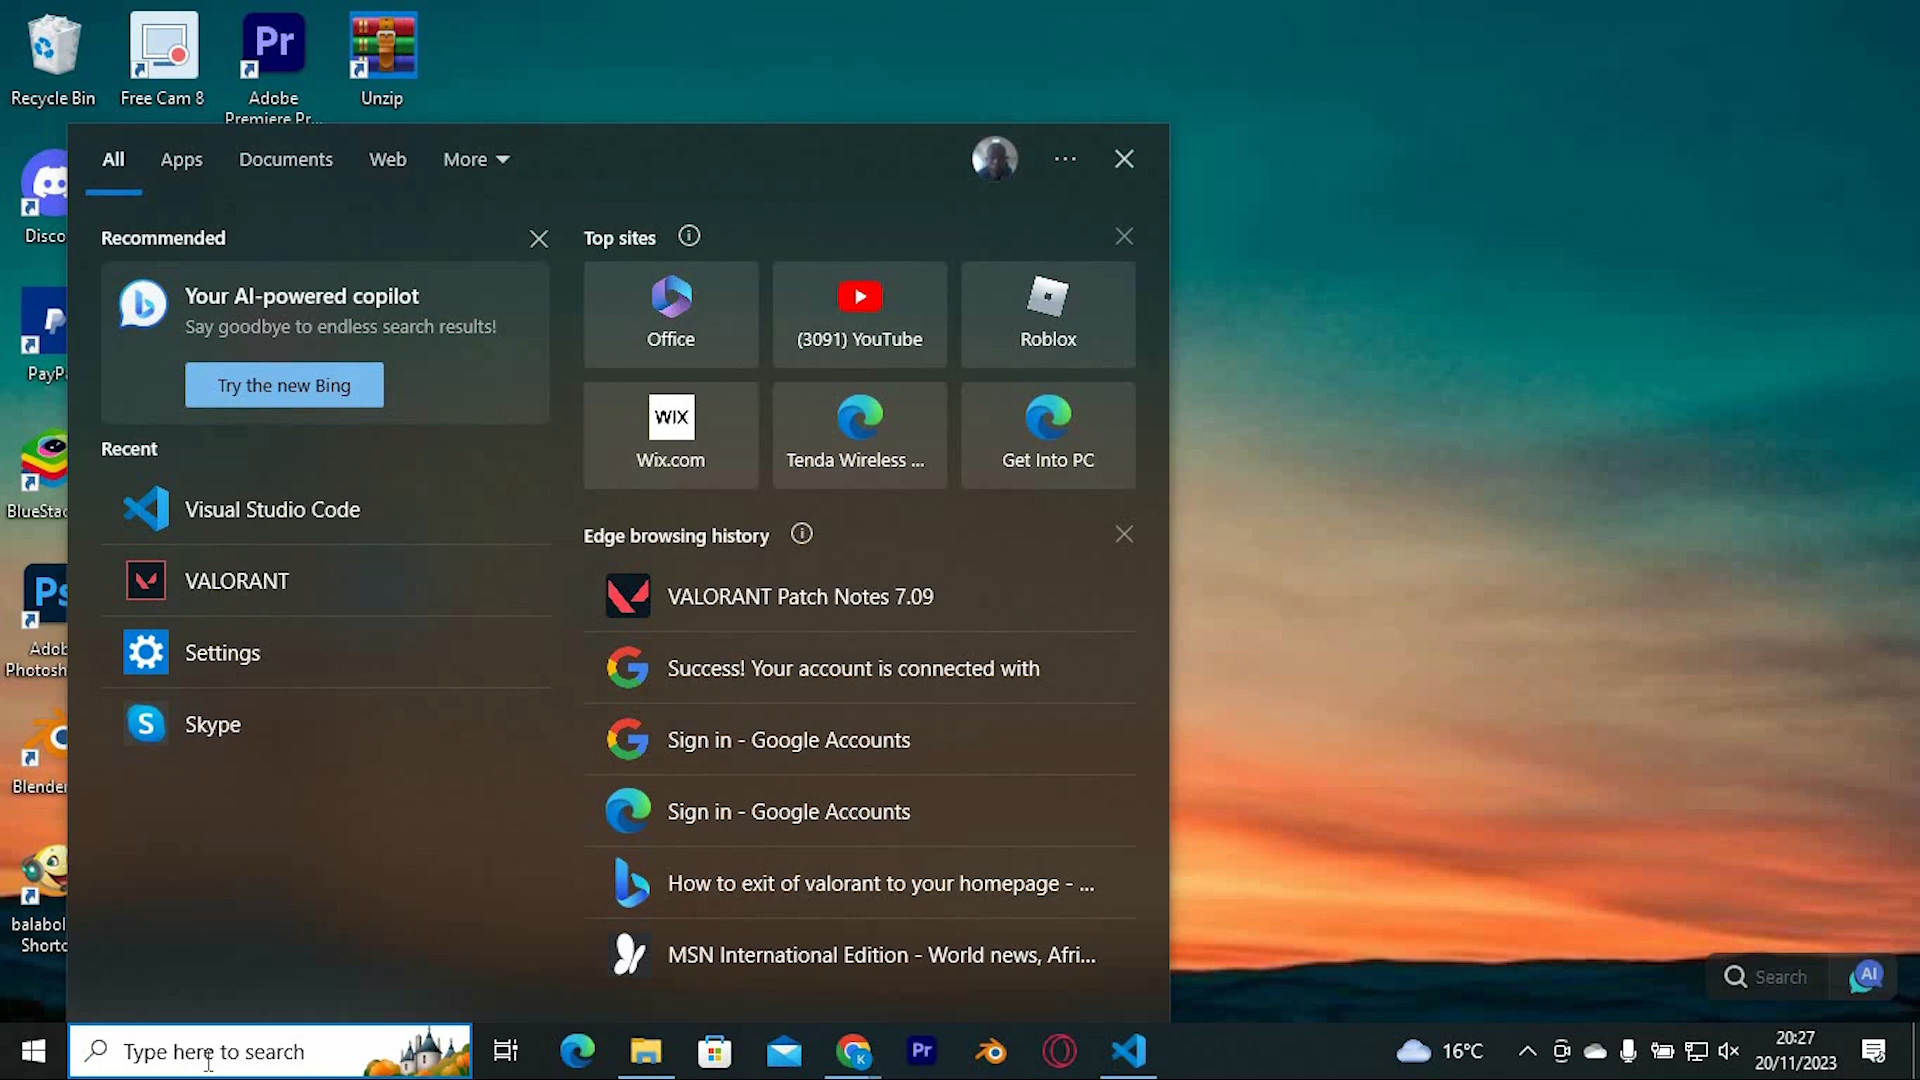 Recycle Bin
Free Cam 8
Pr
Adobe
Premiere Pr...
Unzip
Disco
PayP
BlueStac
Ps
Adob
Photosh
Blender
balabol
Shortc
All
Apps
Documents
Web
More
Recommended
Your AI-powered copilot
Say goodbye to endless search results!
Try the new Bing
Recent
Visual Studio Code
VALORANT
Settings
S
Skype
Top sites
Office
(3091) YouTube
Roblox
WIX
Wix.com
Tenda Wireless ...
Get Into PC
Edge browsing history
VALORANT Patch Notes 7.09
Success! Your account is connected with
Sign in - Google Accounts
Sign in - Google Accounts
How to exit of valorant to your homepage - ...
MSN International Edition - World news, Afri...
Search
AI
Type here to search
K
Pr
16°C
20:27
20/11/2023